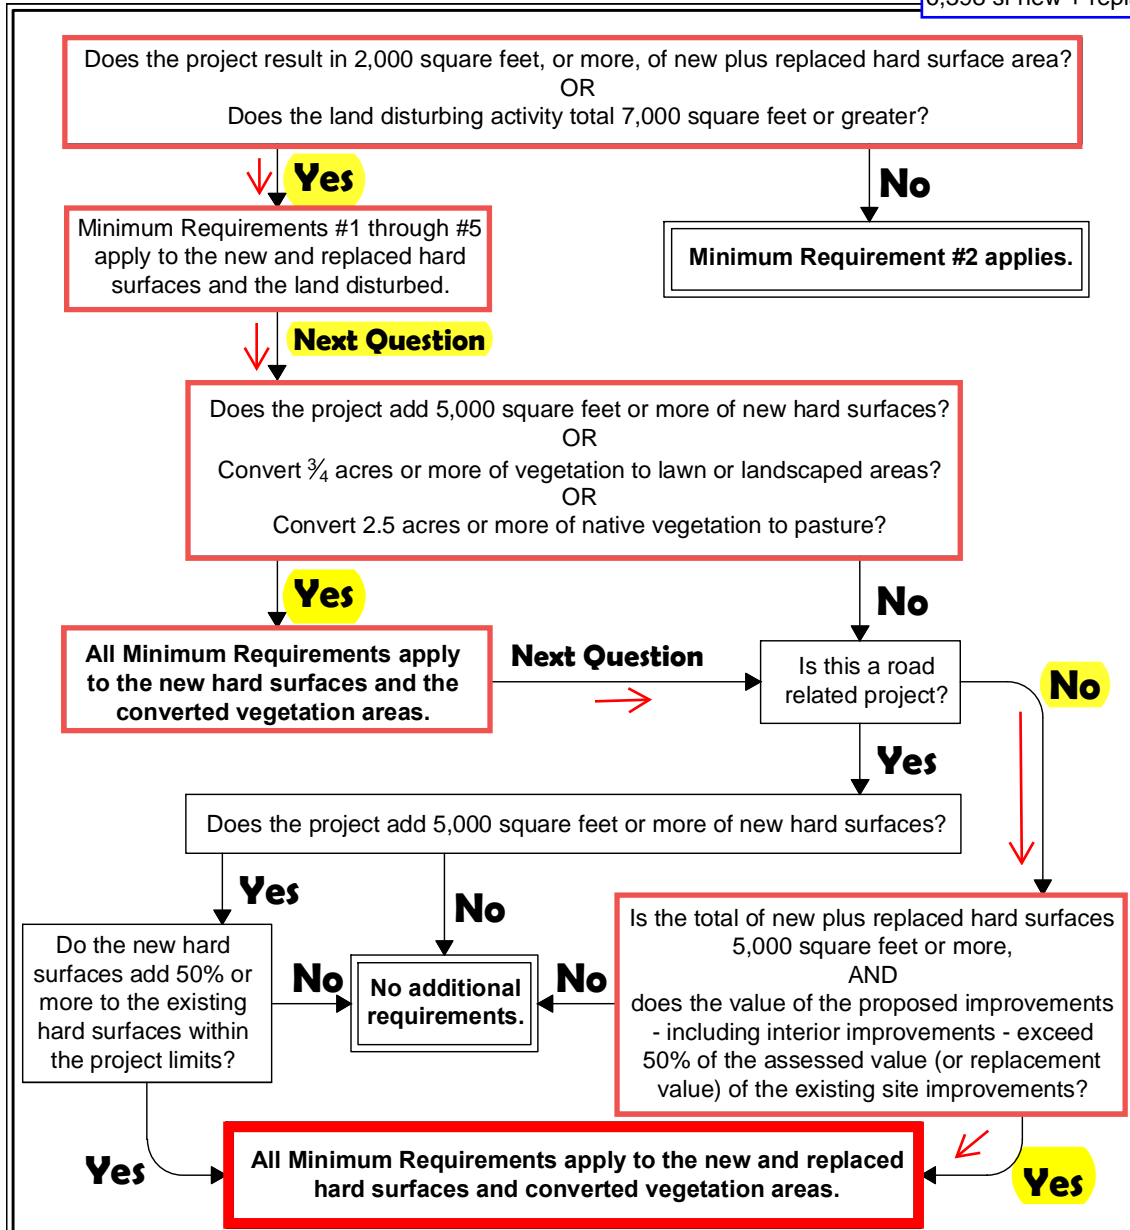 Does the project result in 2,000 square feet, or more, of new plus replaced hard surface area?
OR
Does the land disturbing activity total 7,000 square feet or greater?
Yes
No
Minimum Requirements #1 through #5
apply to the new and replaced hard
surfaces and the land disturbed.
Minimum Requirement #2 applies.
Next Question
Does the project add 5,000 square feet or more of new hard surfaces?
OR
Convert ¾ acres or more of vegetation to lawn or landscaped areas?
OR
Convert 2.5 acres or more of native vegetation to pasture?
Yes
No
All Minimum Requirements apply
to the new hard surfaces and the
converted vegetation areas.
Next Question
Is this a road
related project?
No
Yes
Does the project add 5,000 square feet or more of new hard surfaces?
Yes
No
Do the new hard
surfaces add 50% or
more to the existing
hard surfaces within
the project limits?
No
No additional
requirements.
No
Is the total of new plus replaced hard surfaces
5,000 square feet or more,
AND
does the value of the proposed improvements
- including interior improvements - exceed
50% of the assessed value (or replacement
value) of the existing site improvements?
Yes
All Minimum Requirements apply to the new and replaced
hard surfaces and converted vegetation areas.
Yes